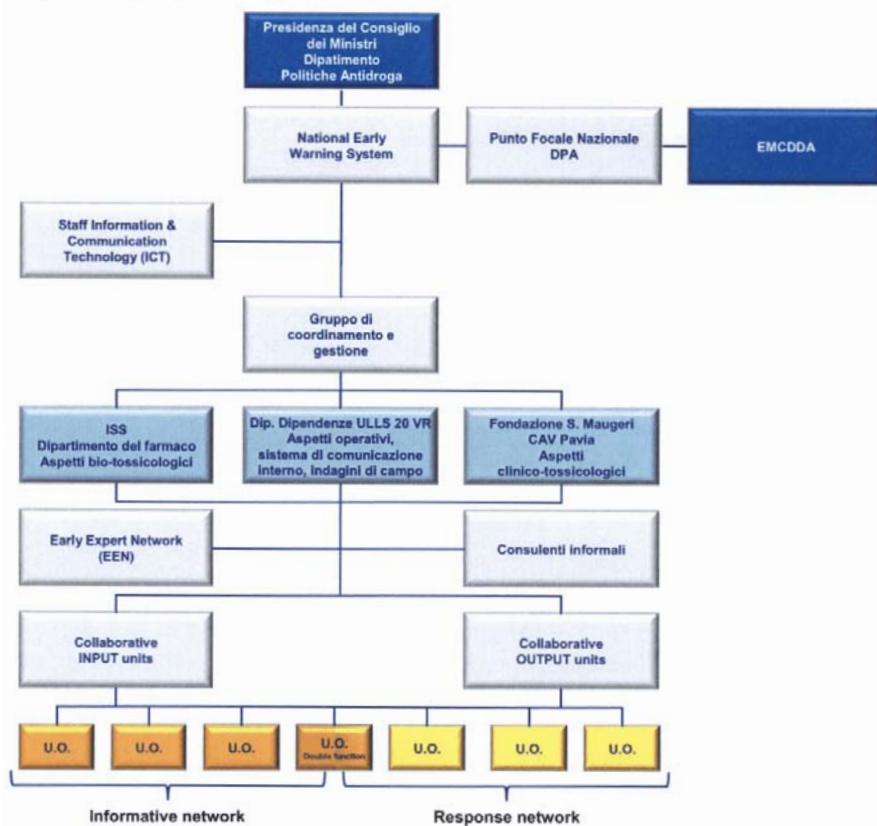 Presidenza del Consiglio
dei Ministri
Dipatimento
Politiche Antidroga
National Early
Warning System
Punto Focale Nazionale
DPA
EMCDDA
Staff Information &
Communication
Technology (ICT)
Gruppo di
coordinamento e
gestione
ISS
Dipartimento del farmaco
Aspetti bio-tossicologici
Dip. Dipendenze ULLS 20 VR
Aspetti operativi,
sistema di comunicazione
interno, indagini di campo
Fondazione S. Maugeri
CAV Pavia
Aspetti
clinico-tossicologici
Early Expert Network
(EEN)
Consulenti informali
Collaborative
INPUT units
Collaborative
OUTPUT units
U.O.
U.O.
U.O.
U.O.
Double function
U.O.
U.O.
U.O.
Informative network
Response network